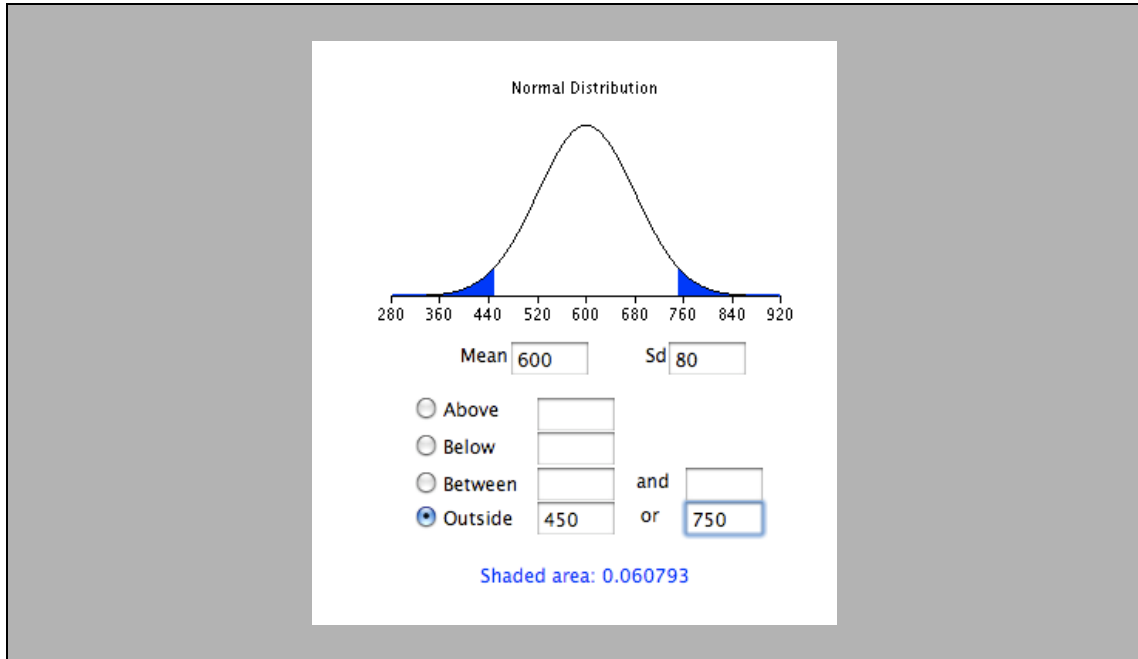 Normal Distribution
280 360 440 520 600 680 760 840 920
Mean 600 Sd 80
Above
Below
Between and
Outside 450 or 750
Shaded area: 0.060793